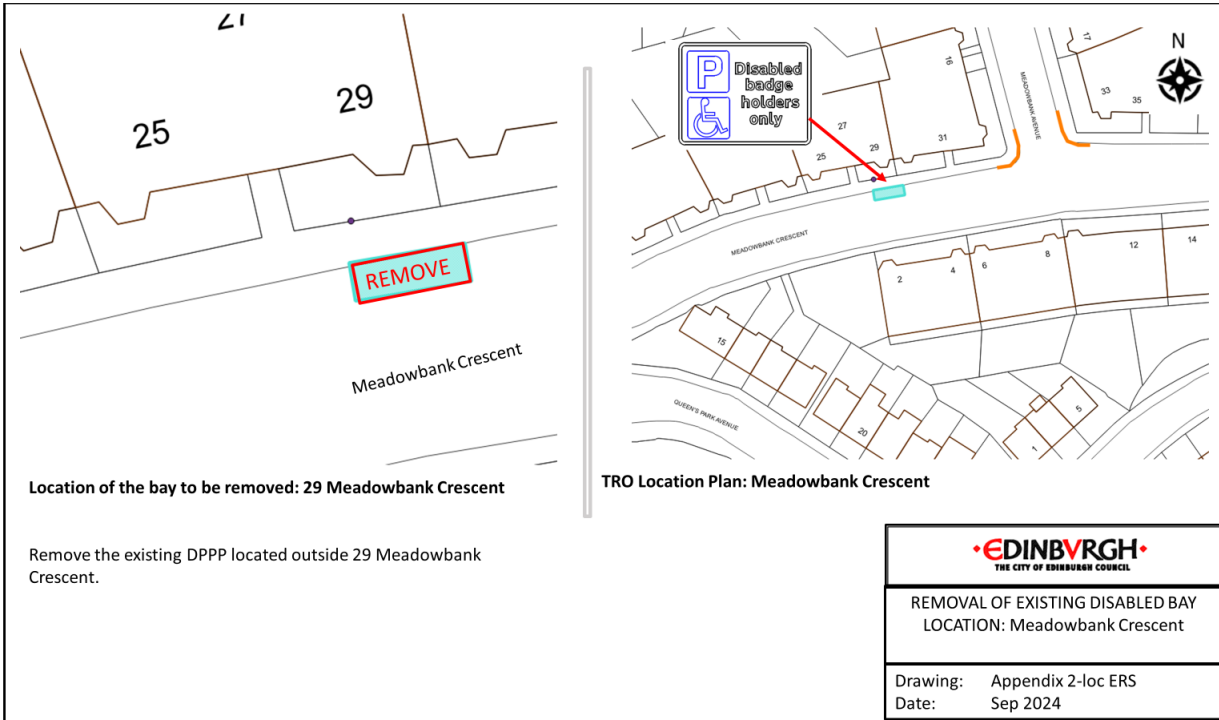 27
29
25
REMOVE
Meadowbank Crescent
Location of the bay to be removed: 29 Meadowbank Crescent
Remove the existing DPPP located outside 29 Meadowbank
Crescent.
P
Disabled
badge
holders
only
N
16
17
33
35
MEADOWBANK AVENUE
27
25
29
31
MEADOWBANK CRESCENT
2
4
6
8
12
14
15
20
1
5
QUEEN'S PARK AVENUE
TRO Location Plan: Meadowbank Crescent
EDINBVRGH
THE CITY OF EDINBURGH COUNCIL
REMOVAL OF EXISTING DISABLED BAY
LOCATION: Meadowbank Crescent
Drawing: Appendix 2-loc ERS
Date: Sep 2024